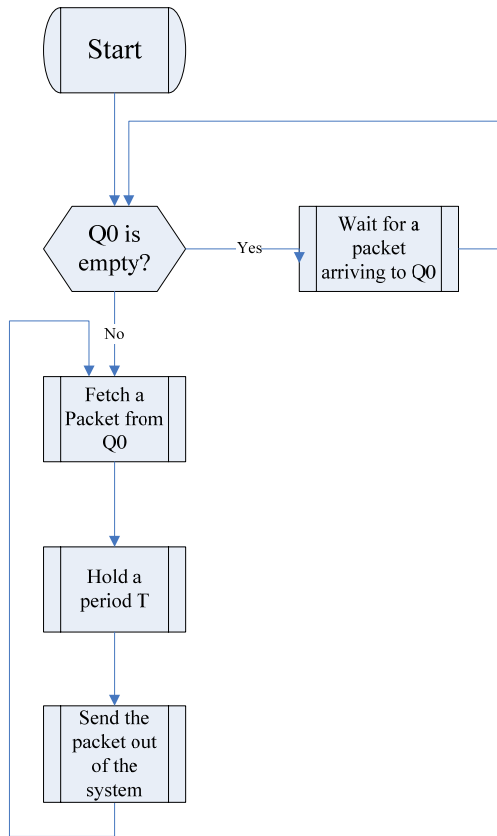 Start
Q0 is
empty?
Yes
Wait for a
packet
arriving to Q0
No
Fetch a
Packet from
Q0
Hold a
period T
Send the
packet out
of the
system